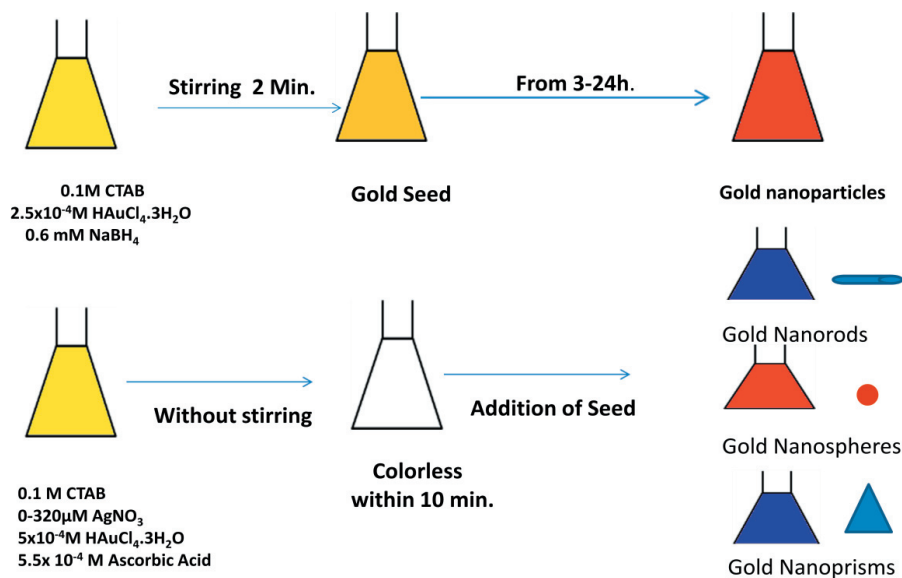 Stirring 2 Min.
From 3-24h.
0.1M CTAB
2.5x10⁻⁴M HAuCl₄.3H₂O
0.6 mM NaBH₄
Gold Seed
Gold nanoparticles
Gold Nanorods
Without stirring
Addition of Seed
Colorless
within 10 min.
Gold Nanospheres
0.1 M CTAB
0-320µM AgNO₃
5x10⁻⁴M HAuCl₄.3H₂O
5.5x 10⁻⁴ M Ascorbic Acid
Gold Nanoprisms